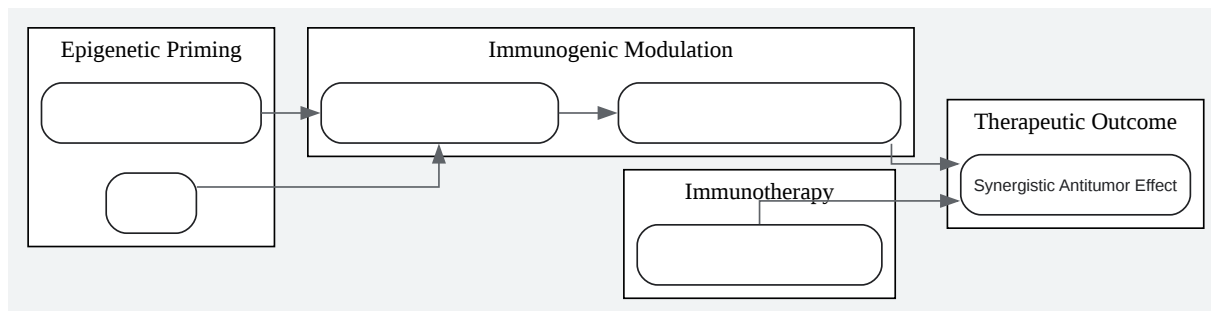 Epigenetic Priming
Immunogenic Modulation
Therapeutic Outcome
Synergistic Antitumor Effect
Immunotherapy